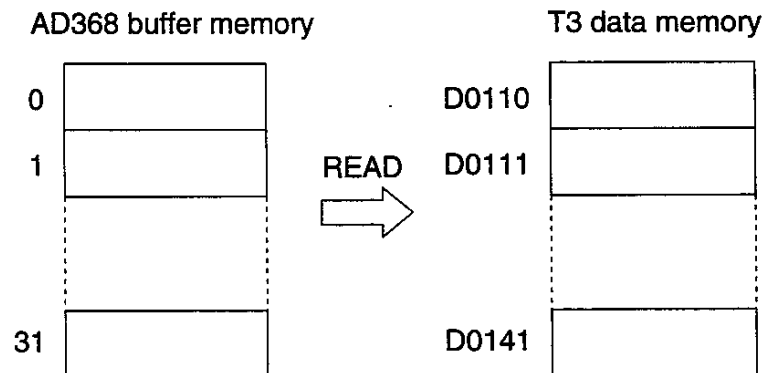 AD368 buffer memory
T3 data memory
0
D0110
1
READ
D0111
31
D0141